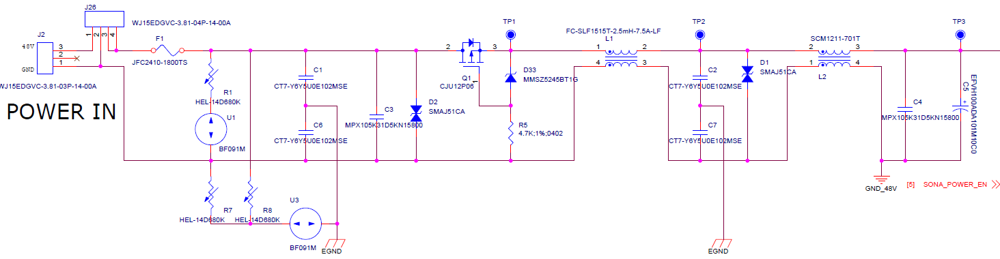 J26
WJ15EDGVC-3.81-04P-14-00A
1
2
3
4
J2
48V
3
2
GND
1
WJ15EDGVC-3.81-03P-14-00A
POWER IN
F1
JFC2410-1800TS
R1
HEL-14D680K
U1
BF091M
R7
HEL-14D680K
R8
HEL-14D680K
U3
BF091M
EGND
C1
CT7-Y6Y5U0E102MSE
C6
CT7-Y6Y5U0E102MSE
C3
MPX105K31D5KN15800
D2
SMAJ51CA
2
3
Q1
1
CJU12P06
TP1
D33
MMSZ5245BT1G
R5
4.7K;1%;0402
FC-SLF1515T-2.5mH-7.5A-LF
L1
1
2
4
3
TP2
C2
CT7-Y6Y5U0E102MSE
C7
CT7-Y6Y5U0E102MSE
EGND
D1
SMAJ51CA
SCM1211-701T
2
3
1
4
L2
TP3
C4
MPX105K31D5KN15800
C5
EFVH100ADA101M10C0
+
GND_48V
[5] SONA_POWER_EN